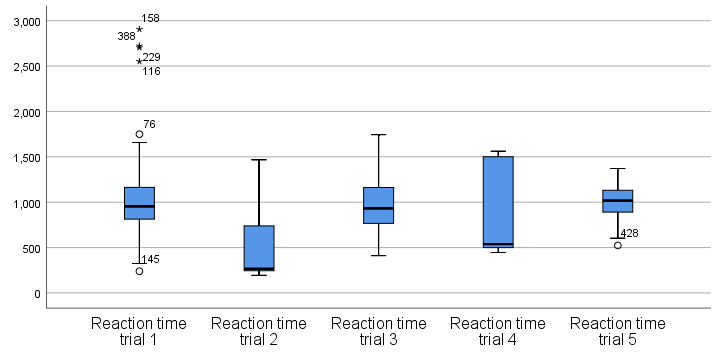 3,000
2,500
2,000
1,500
1,000
500
0
158
388
229
116
76
145
428
Reaction time
trial 1
Reaction time
trial 2
Reaction time
trial 3
Reaction time
trial 4
Reaction time
trial 5